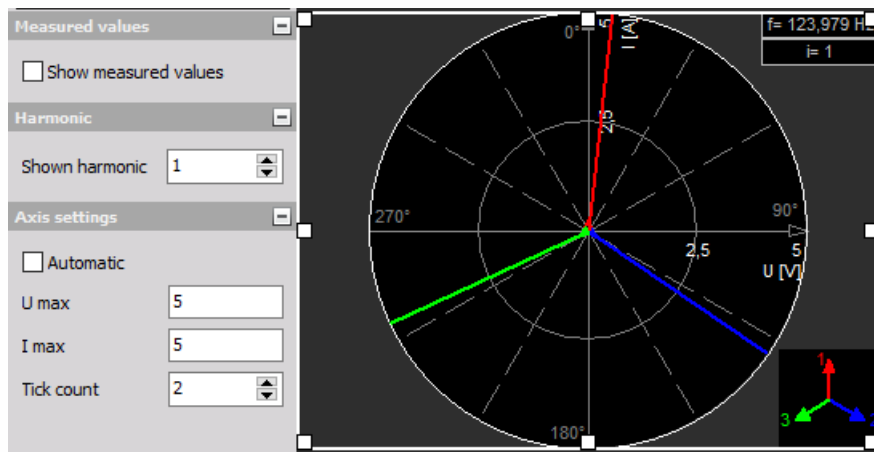 Measured values
Show measured values
Harmonic
Shown harmonic 1
Axis settings
Automatic
U max 5
I max 5
Tick count 2
0°
5
I [A]
2,5
f= 123,979 HZ
i= 1
270°
90°
2,5
5
U [V]
180°
1
3
2